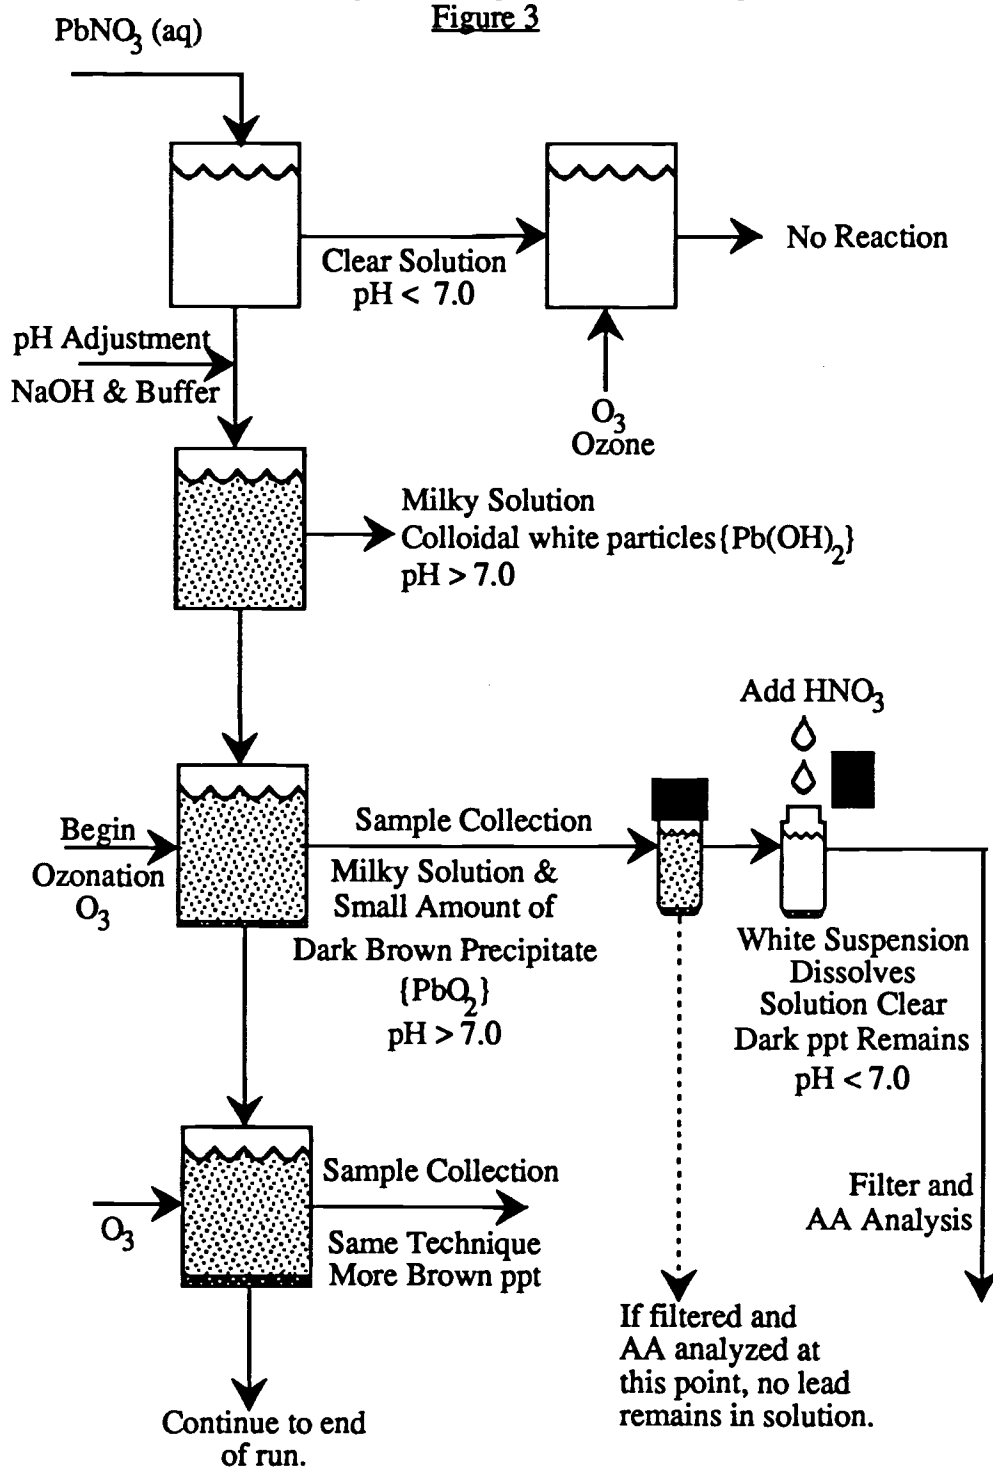 Figure 3
PbNO3 (aq)
Clear Solution
pH < 7.0
No Reaction
pH Adjustment
NaOH & Buffer
O3
Ozone
Milky Solution
Colloidal white particles{Pb(OH)2}
pH > 7.0
Add HNO3
Begin
Ozonation
O3
Sample Collection
Milky Solution &
Small Amount of
Dark Brown Precipitate
{PbO2}
pH > 7.0
White Suspension
Dissolves
Solution Clear
Dark ppt Remains
pH < 7.0
O3
Sample Collection
Same Technique
More Brown ppt
Filter and
AA Analysis
If filtered and
AA analyzed at
this point, no lead
remains in solution.
Continue to end
of run.